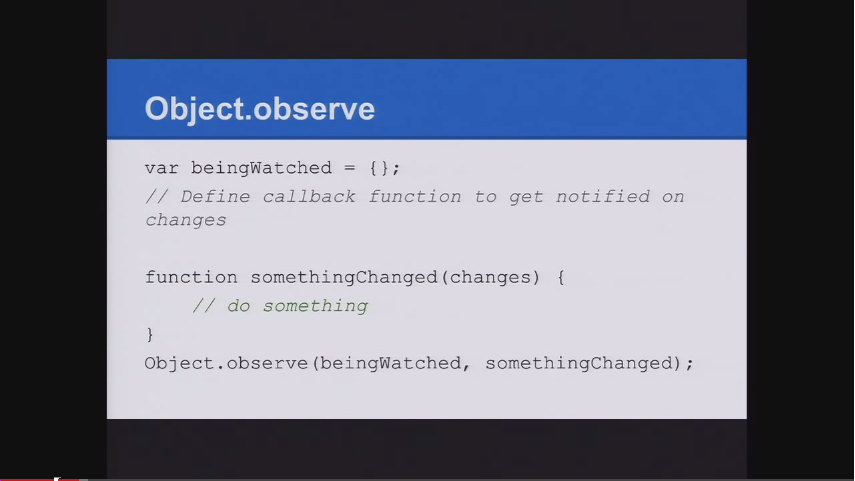 Object.observe
var beingWatched = {};
// Define callback function to get notified on
changes
function somethingChanged(changes) {
// do something
}
Object.observe(beingWatched, somethingChanged);